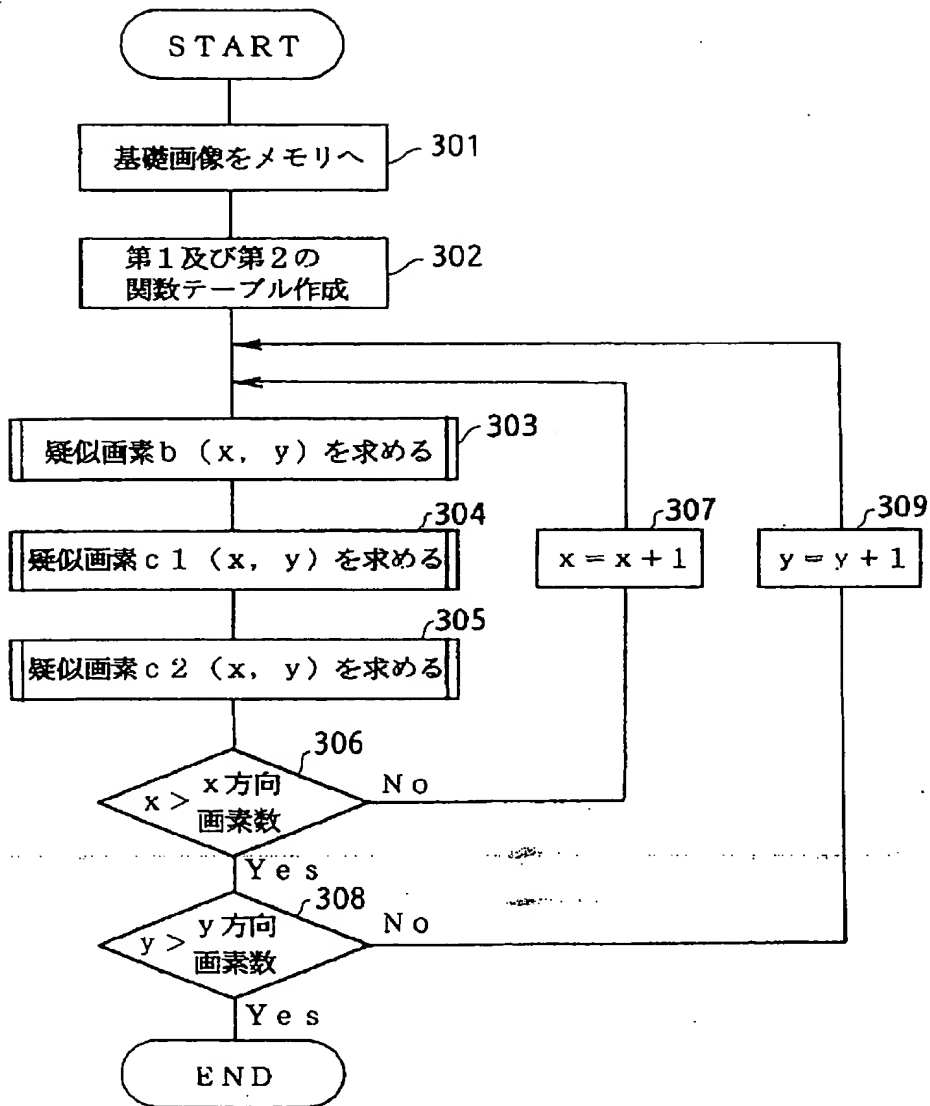 START
基礎画像をメモリへ
301
第1及び第2の
関数テーブル作成
302
疑似画素b (x, y) を求める
303
疑似画素c1 (x, y) を求める
304
疑似画素c2 (x, y) を求める
305
x> x方向
画素数
306
No
Yes
x=x+1
307
y> y方向
画素数
308
No
Yes
y=y+1
309
END